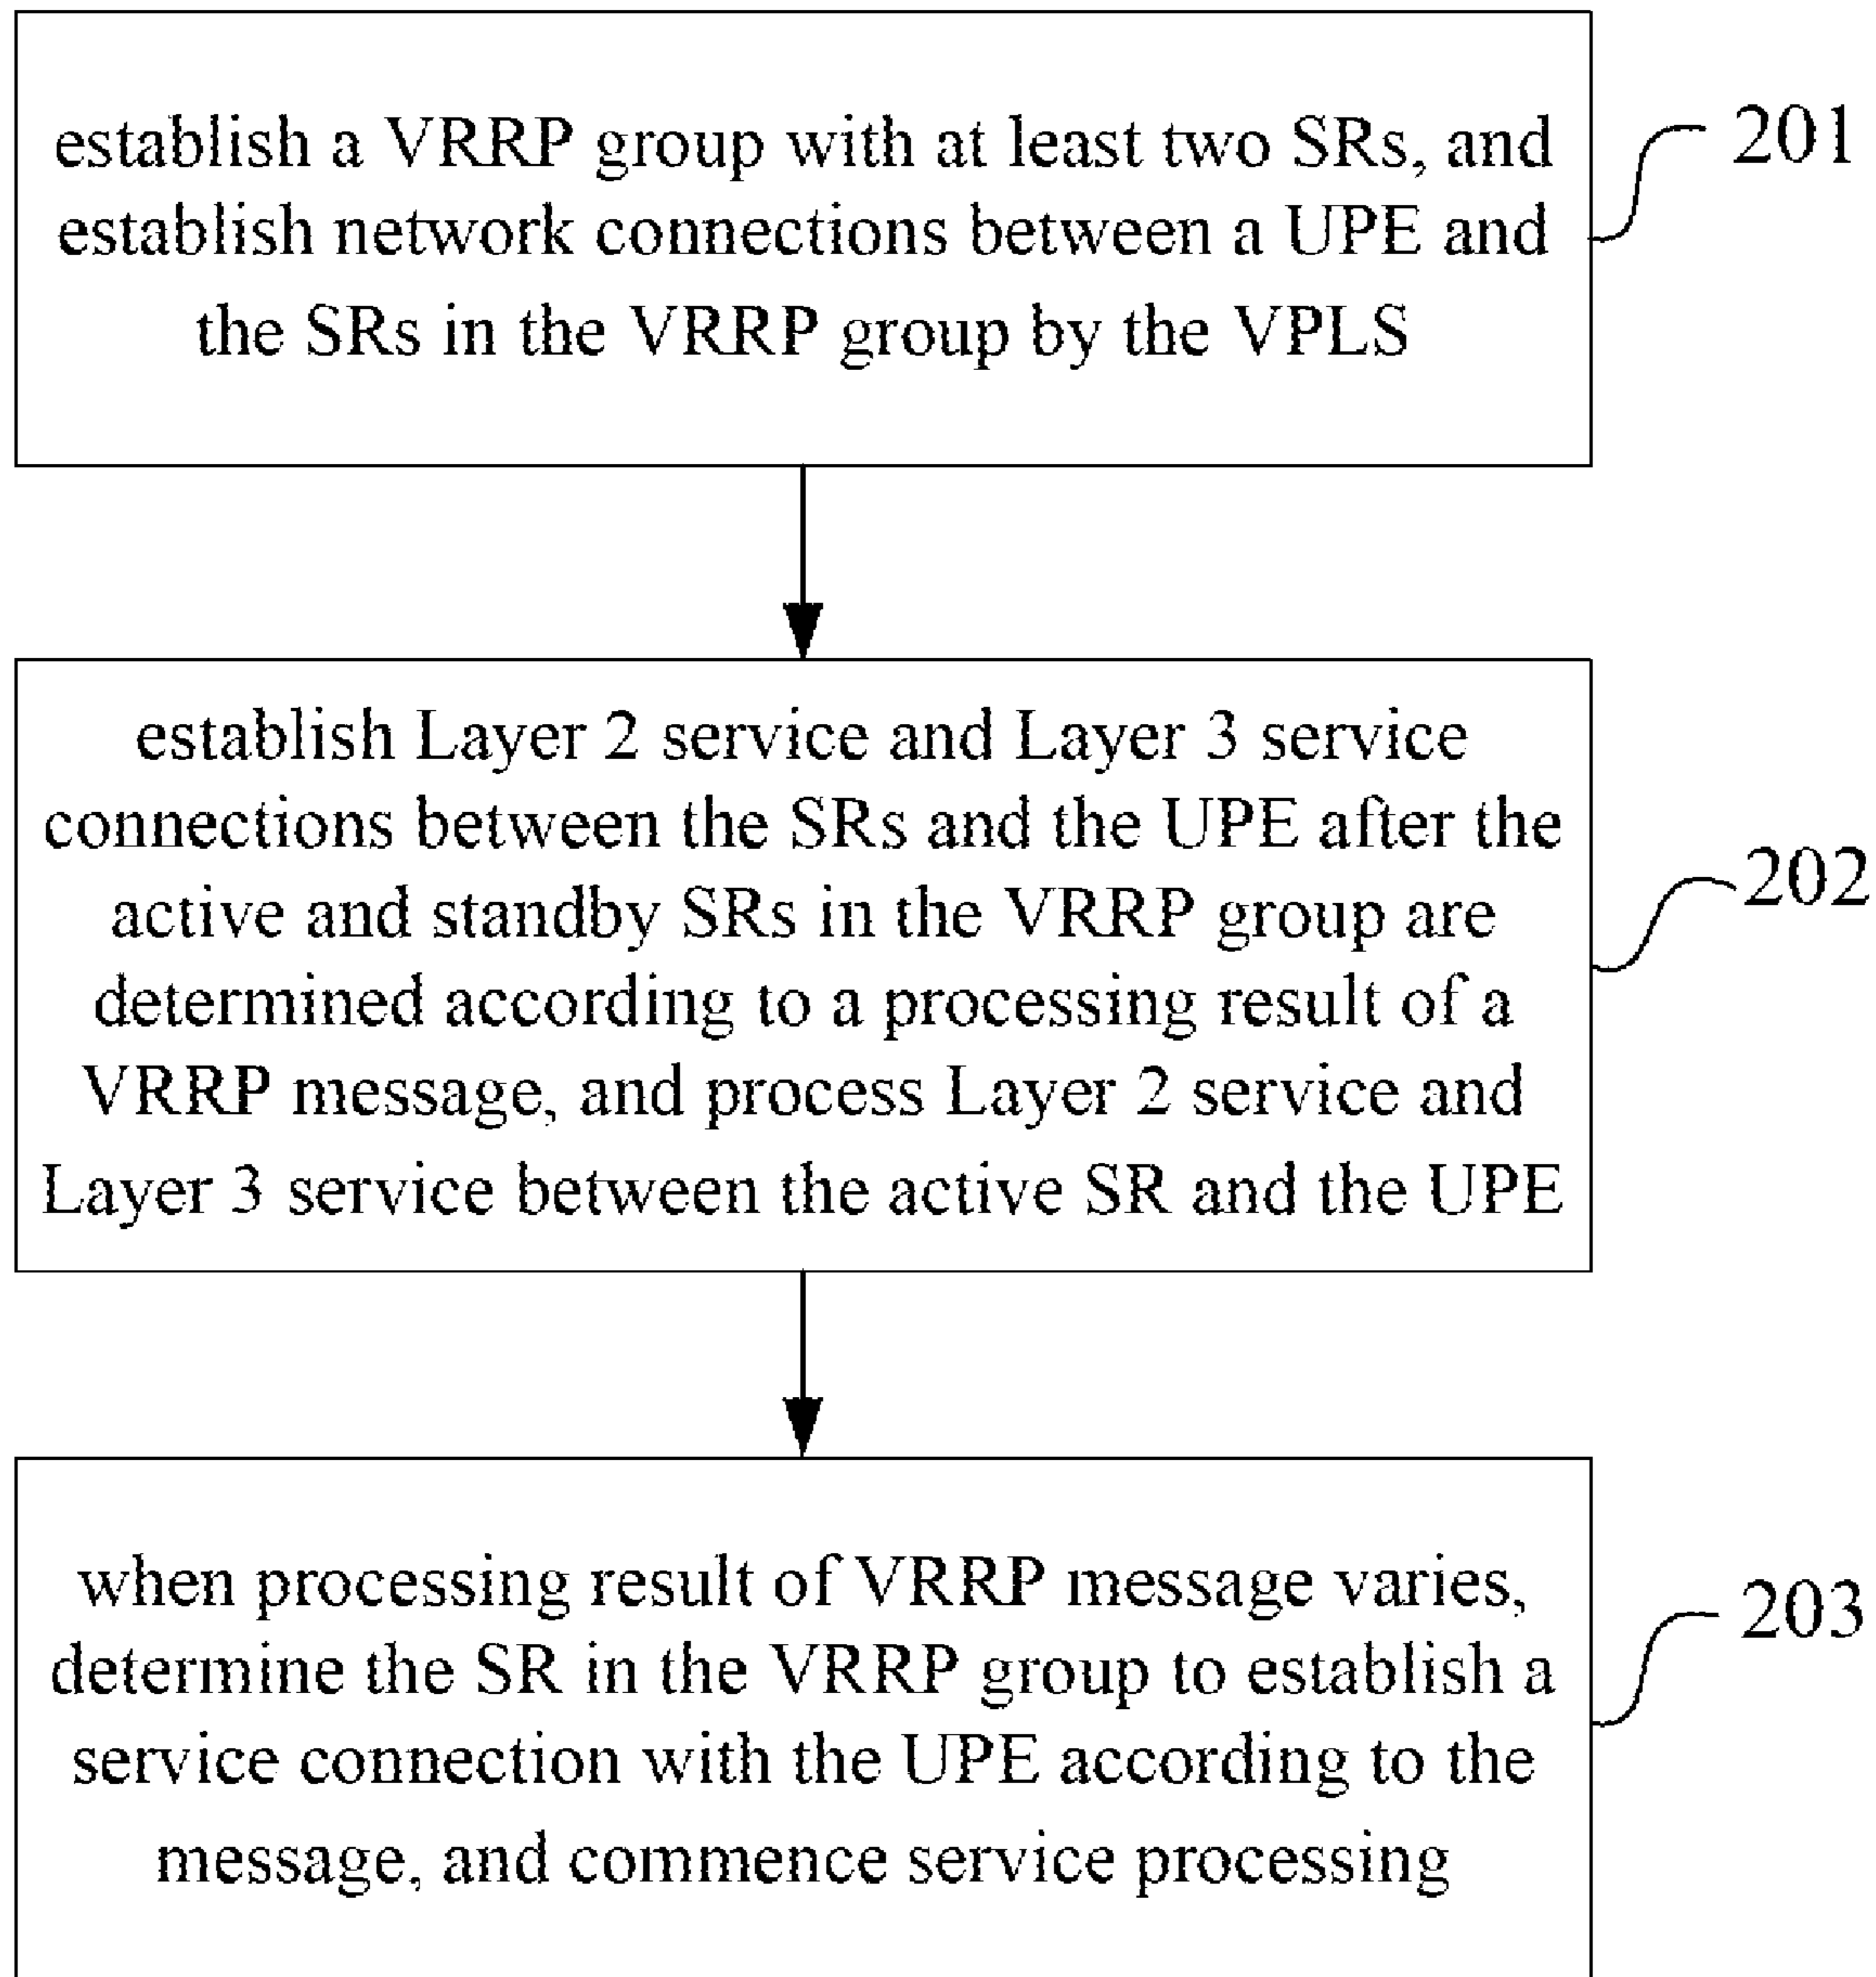 establish a VRRP group with at least two SRs, and
establish network connections between a UPE and
the SRs in the VRRP group by the VPLS
201
establish Layer 2 service and Layer 3 service
connections between the SRs and the UPE after the
active and standby SRs in the VRRP group are
determined according to a processing result of a
VRRP message, and process Layer 2 service and
Layer 3 service between the active SR and the UPE
202
when processing result of VRRP message varies,
determine the SR in the VRRP group to establish a
service connection with the UPE according to the
message, and commence service processing
203